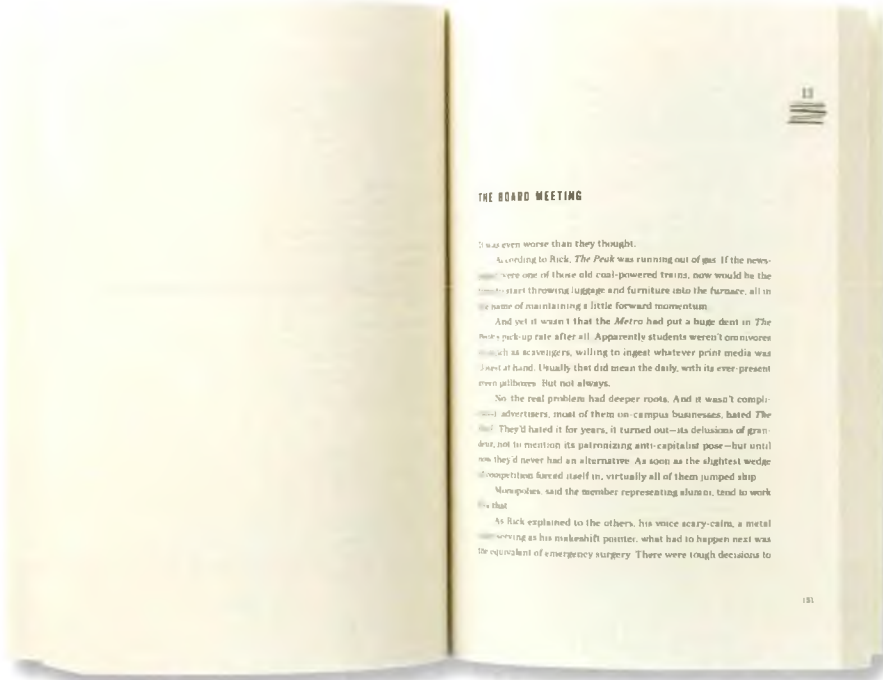 13
THE BOARD MEETING
It was even worse than they thought.
According to Rick, The Peak was running out of gas. If the news-
were one of those old coal-powered trains, now would be the
start throwing luggage and furniture into the furnace, all in
the name of maintaining a little forward momentum.
And yet it wasn't that the Metro had put a huge dent in The
Peak's pick-up rate after all. Apparently students weren't omnivores
as scavengers, willing to ingest whatever print media was
closest at hand. Usually that did mean the daily, with its ever-present
green pillboxes. But not always.
No the real problem had deeper roots. And it wasn't compli-
advertisers, most of them on-campus businesses, hated The
They'd hated it for years, it turned out—its delusions of gran-
deur, not to mention its patronizing anti-capitalist pose—but until
now they'd never had an alternative. As soon as the slightest wedge
of competition forced itself in, virtually all of them jumped ship.
Monopolies, said the member representing alumni, tend to work
like that.
As Rick explained to the others, his voice scary-calm, a metal
serving as his makeshift pointer, what had to happen next was
the equivalent of emergency surgery. There were tough decisions to
151